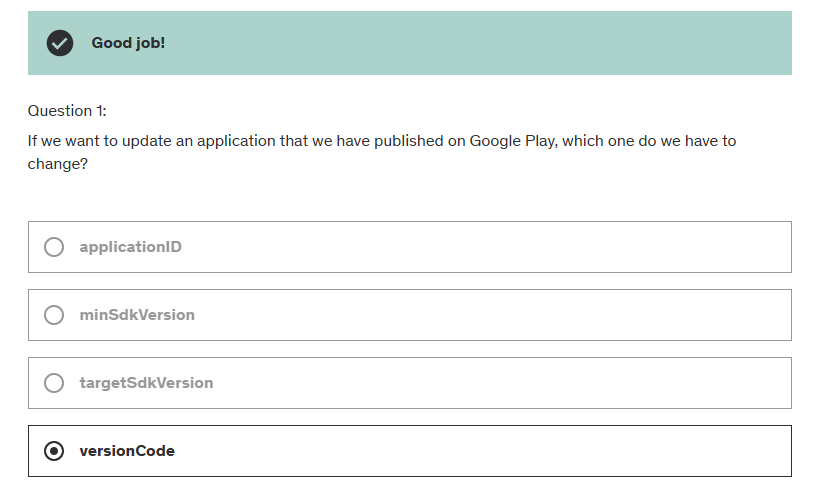 Good job!
Question 1:
If we want to update an application that we have published on Google Play, which one do we have to
change?
applicationID
minSdkVersion
targetSdkVersion
versionCode